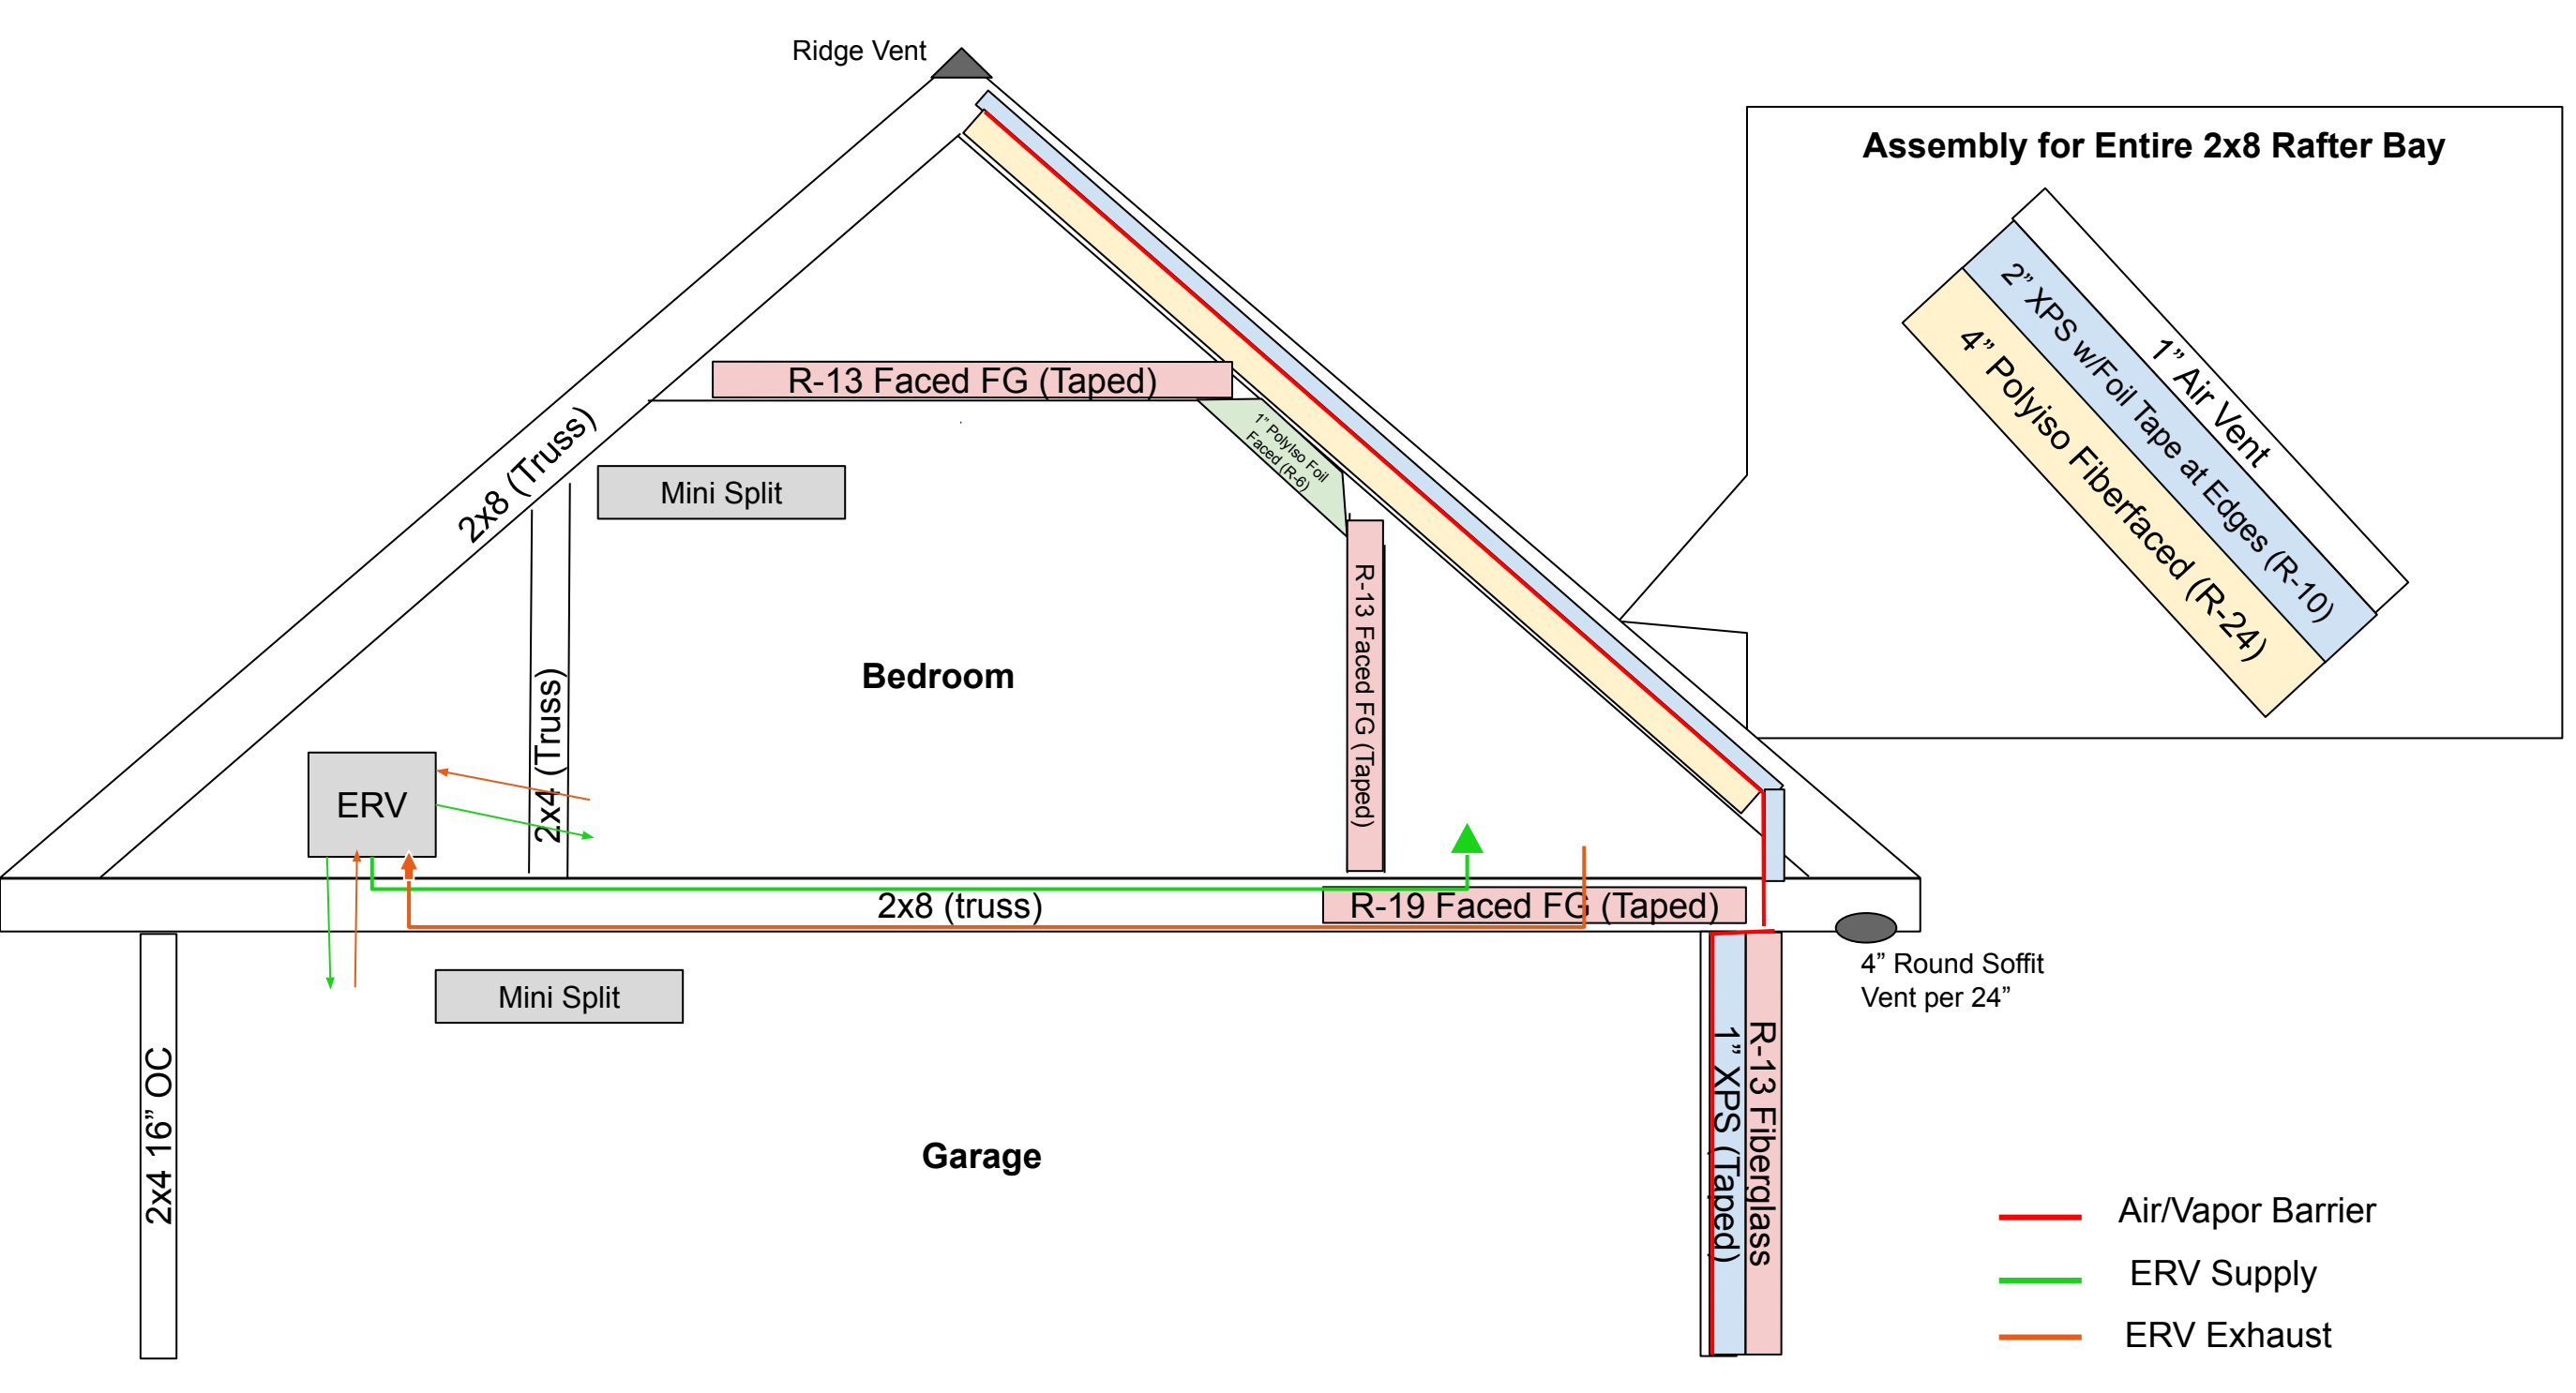 Ridge Vent
Assembly for Entire 2x8 Rafter Bay
1” Air Vent
2” XPS w/Foil Tape at Edges (R-10)
4” Polyiso Fiberfaced (R-24)
R-13 Faced FG (Taped)
2x8 (Truss)
1” PolyIso Foil
Faced (R-6)
Mini Split
R-13 Faced FG (Taped)
Bedroom
2x4 (Truss)
ERV
2x8 (truss)
R-19 Faced FG (Taped)
4” Round Soffit
Vent per 24”
Mini Split
2x4 16” OC
1” XPS (Taped)
R-13 Fiberglass
Garage
Air/Vapor Barrier
ERV Supply
ERV Exhaust